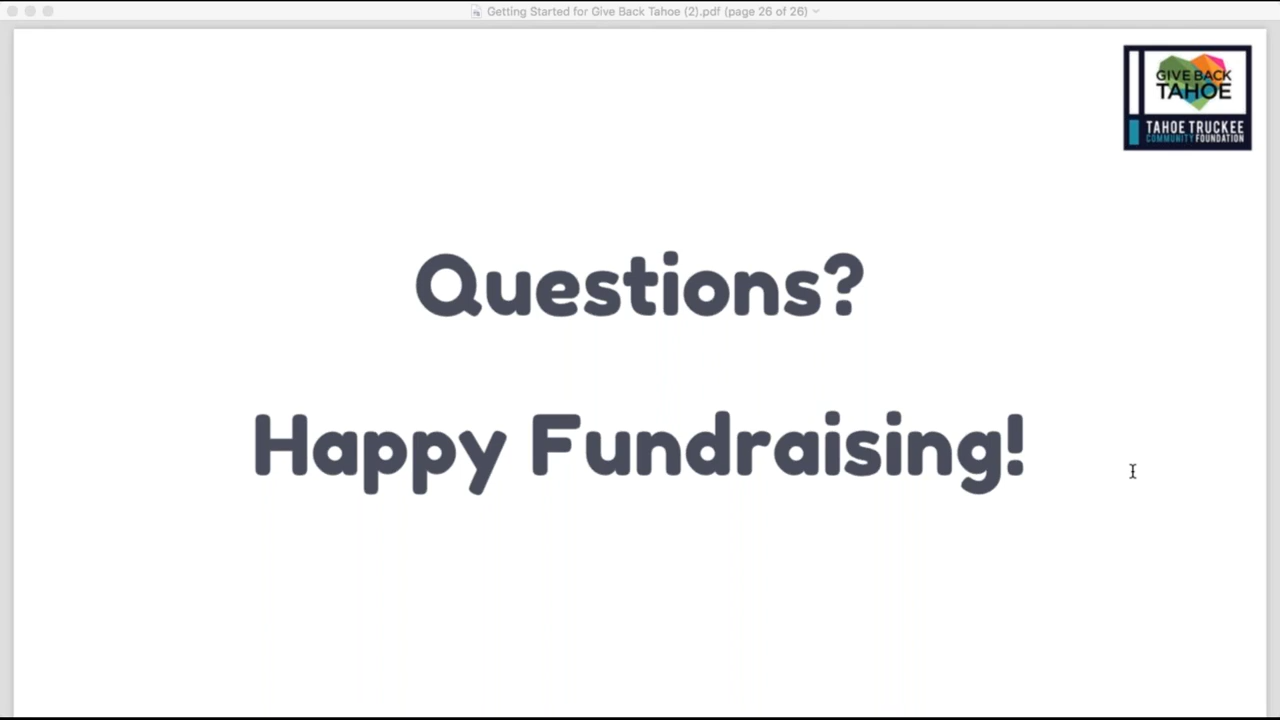 Getting Started for Give Back Tahoe (2).pdf (page 26 of 26)
GIVE BACK
TAHOE
TAHOE TRUCKEE
COMMUNITY FOUNDATION
Questions?
Happy Fundraising!